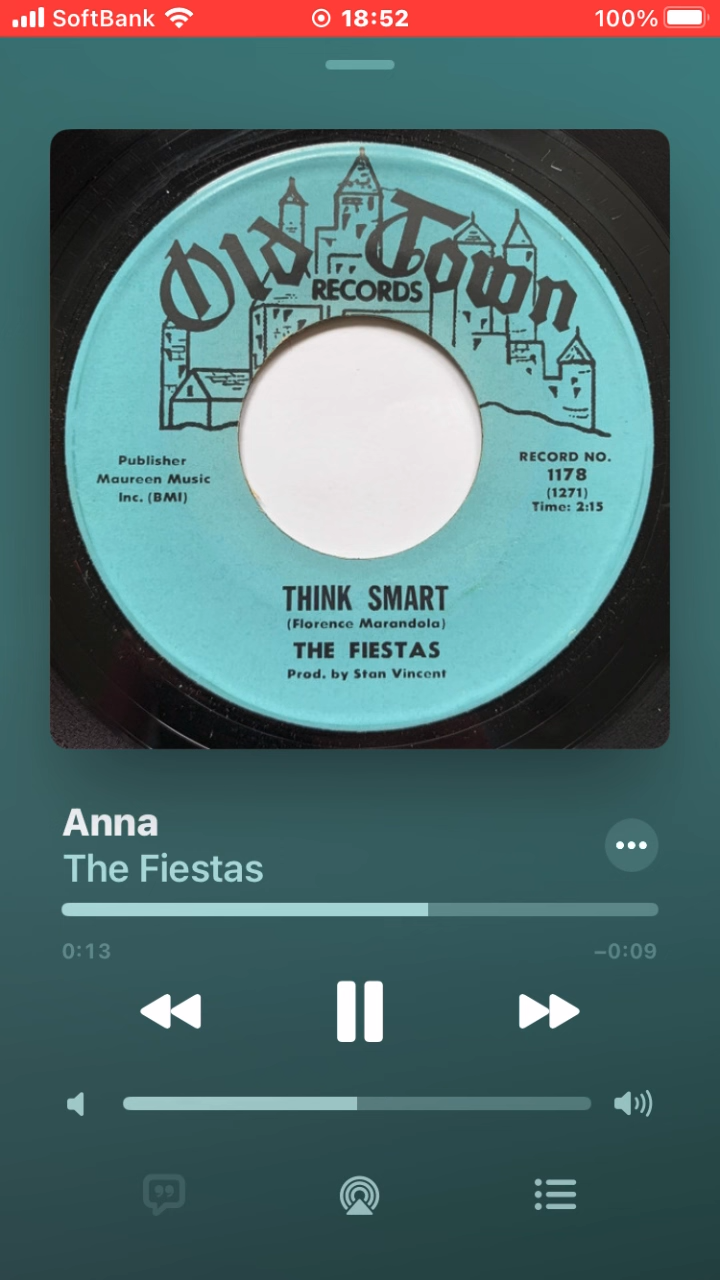 SoftBank 18:52 100%
Old Town
RECORDS
Publisher
Maureen Music
Inc. (BMI)
RECORD NO.
1178
(1271)
Time: 2:15
THINK SMART
(Florence Marandola)
THE FIESTAS
Prod. by Stan Vincent
Anna
The Fiestas
0:13 −0:09